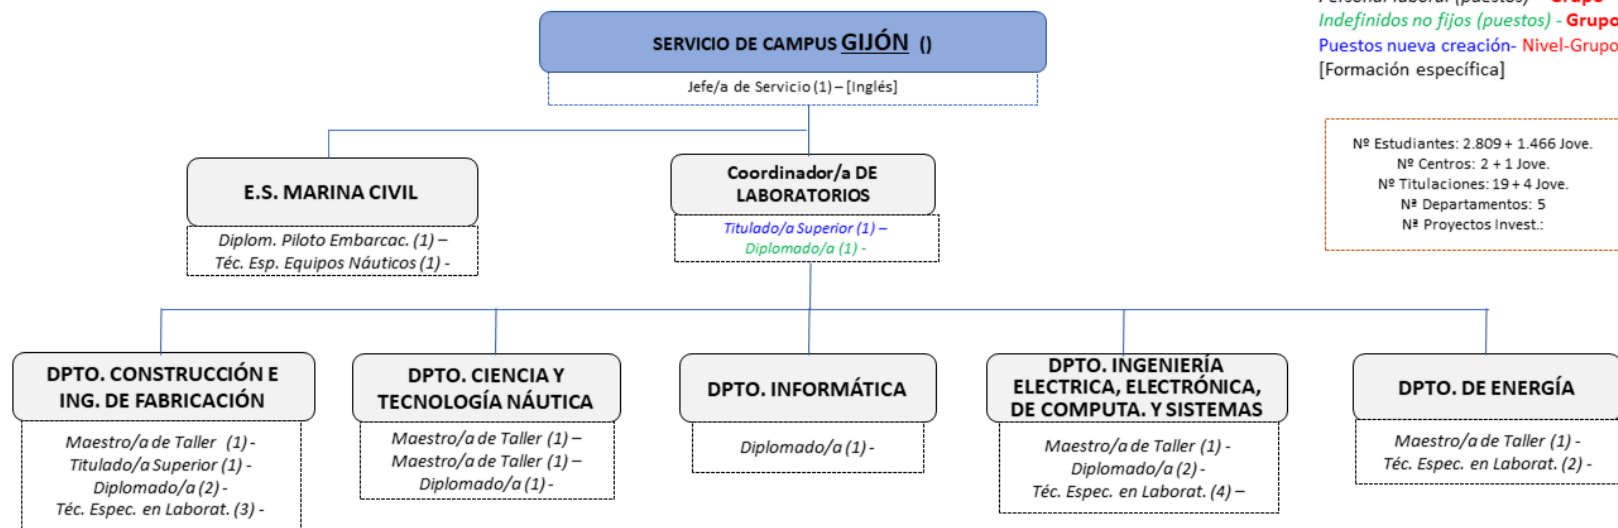 Personal laboral (puestos) - Grupo
Indefinidos no fijos (puestos) - Grupo
Puestos nueva creación- Nivel-Grupo
[Formación específica]
SERVICIO DE CAMPUS GIJÓN ()
Jefe/a de Servicio (1) – [Inglés]
Nº Estudiantes: 2.809 + 1.466 Jove.
Nº Centros: 2 + 1 Jove.
Nº Titulaciones: 19 + 4 Jove.
Nª Departamentos: 5
Nª Proyectos Invest.:
E.S. MARINA CIVIL
Diplom. Piloto Embarcac. (1) –
Téc. Esp. Equipos Náuticos (1) -
Coordinador/a DE
LABORATORIOS
Titulado/a Superior (1) –
Diplomado/a (1) -
DPTO. CONSTRUCCIÓN E
ING. DE FABRICACIÓN
Maestro/a de Taller (1) -
Titulado/a Superior (1) -
Diplomado/a (2) -
Téc. Espec. en Laborat. (3) -
DPTO. CIENCIA Y
TECNOLOGÍA NÁUTICA
Maestro/a de Taller (1) –
Maestro/a de Taller (1) –
Diplomado/a (1) -
DPTO. INFORMÁTICA
Diplomado/a (1) -
DPTO. INGENIERÍA
ELECTRICA, ELECTRÓNICA,
DE COMPUTA. Y SISTEMAS
Maestro/a de Taller (1) -
Diplomado/a (2) -
Téc. Espec. en Laborat. (4) –
DPTO. DE ENERGÍA
Maestro/a de Taller (1) -
Téc. Espec. en Laborat. (2) -